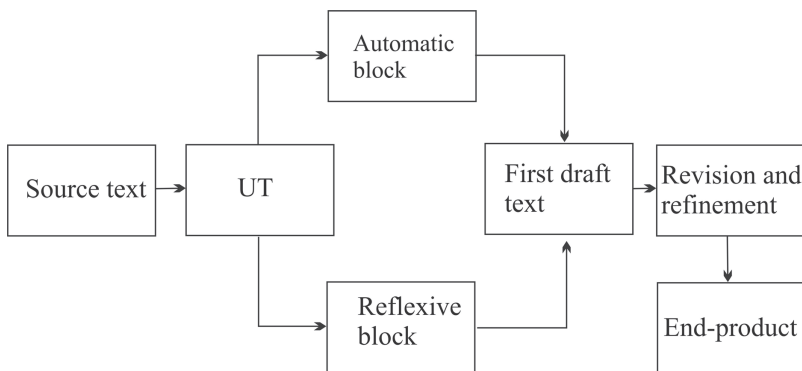 Automatic
block
Source text
UT
First draft
text
Revision and
refinement
Reflexive
block
End-product